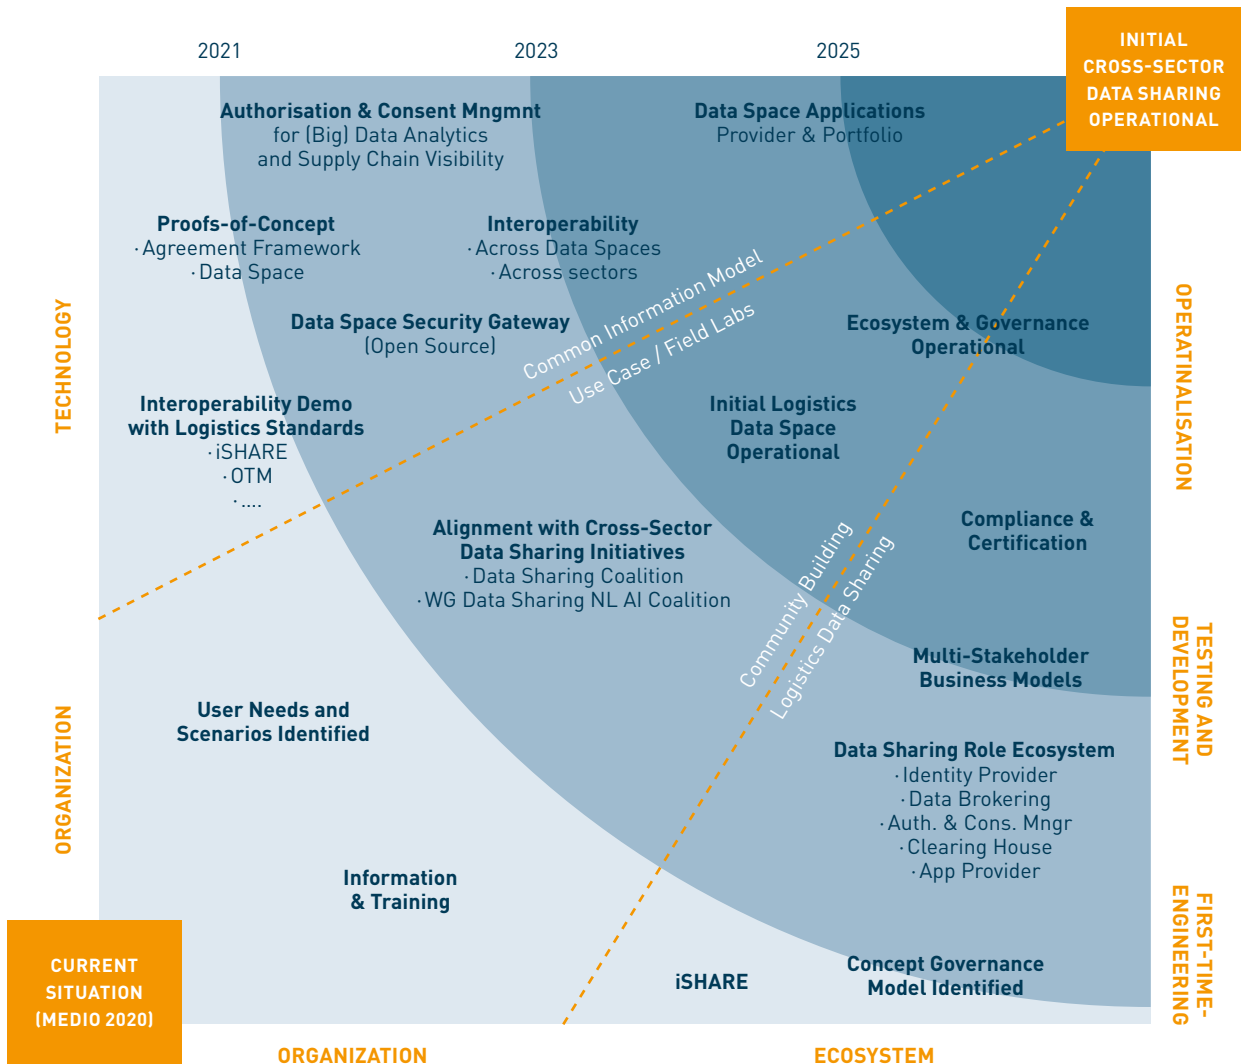 2021
2023
2025
INITIAL
CROSS-SECTOR
DATA SHARING
OPERATIONAL
Authorisation & Consent Mngmnt
for (Big) Data Analytics
and Supply Chain Visibility
Data Space Applications
Provider & Portfolio
Proofs-of-Concept
· Agreement Framework
· Data Space
Interoperability
· Across Data Spaces
· Across sectors
Data Space Security Gateway
(Open Source)
Common Information Model
Use Case / Field Labs
Ecosystem & Governance
Operational
Interoperability Demo
with Logistics Standards
· iSHARE
· OTM
· ....
Initial Logistics
Data Space
Operational
Alignment with Cross-Sector
Data Sharing Initiatives
· Data Sharing Coalition
· WG Data Sharing NL AI Coalition
Compliance &
Certification
Community Building
Logistics Data Sharing
Multi-Stakeholder
Business Models
User Needs and
Scenarios Identified
Data Sharing Role Ecosystem
· Identity Provider
· Data Brokering
· Auth. & Cons. Mngr
· Clearing House
· App Provider
Information
& Training
iSHARE
Concept Governance
Model Identified
TECHNOLOGY
ORGANIZATION
OPERATINALISATION
TESTING AND
DEVELOPMENT
FIRST-TIME-
ENGINEERING
CURRENT
SITUATION
(MEDIO 2020)
ORGANIZATION
ECOSYSTEM